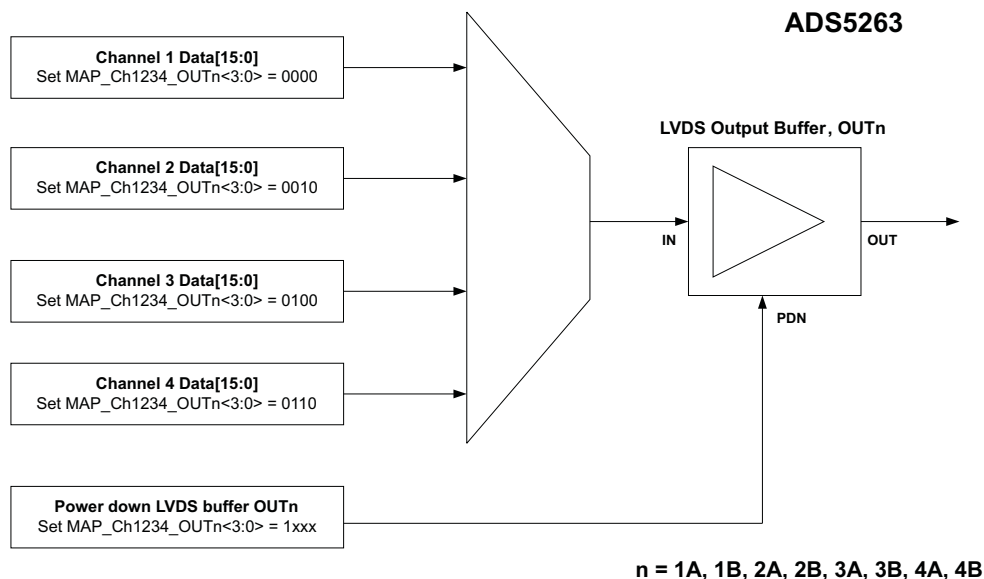 ADS5263
Channel 1 Data[15:0]
Set MAP_Ch1234_OUTn<3:0> = 0000
Channel 2 Data[15:0]
Set MAP_Ch1234_OUTn<3:0> = 0010
Channel 3 Data[15:0]
Set MAP_Ch1234_OUTn<3:0> = 0100
Channel 4 Data[15:0]
Set MAP_Ch1234_OUTn<3:0> = 0110
Power down LVDS buffer OUTn
Set MAP_Ch1234_OUTn<3:0> = 1xxx
LVDS Output Buffer, OUTn
IN
OUT
PDN
n = 1A, 1B, 2A, 2B, 3A, 3B, 4A, 4B